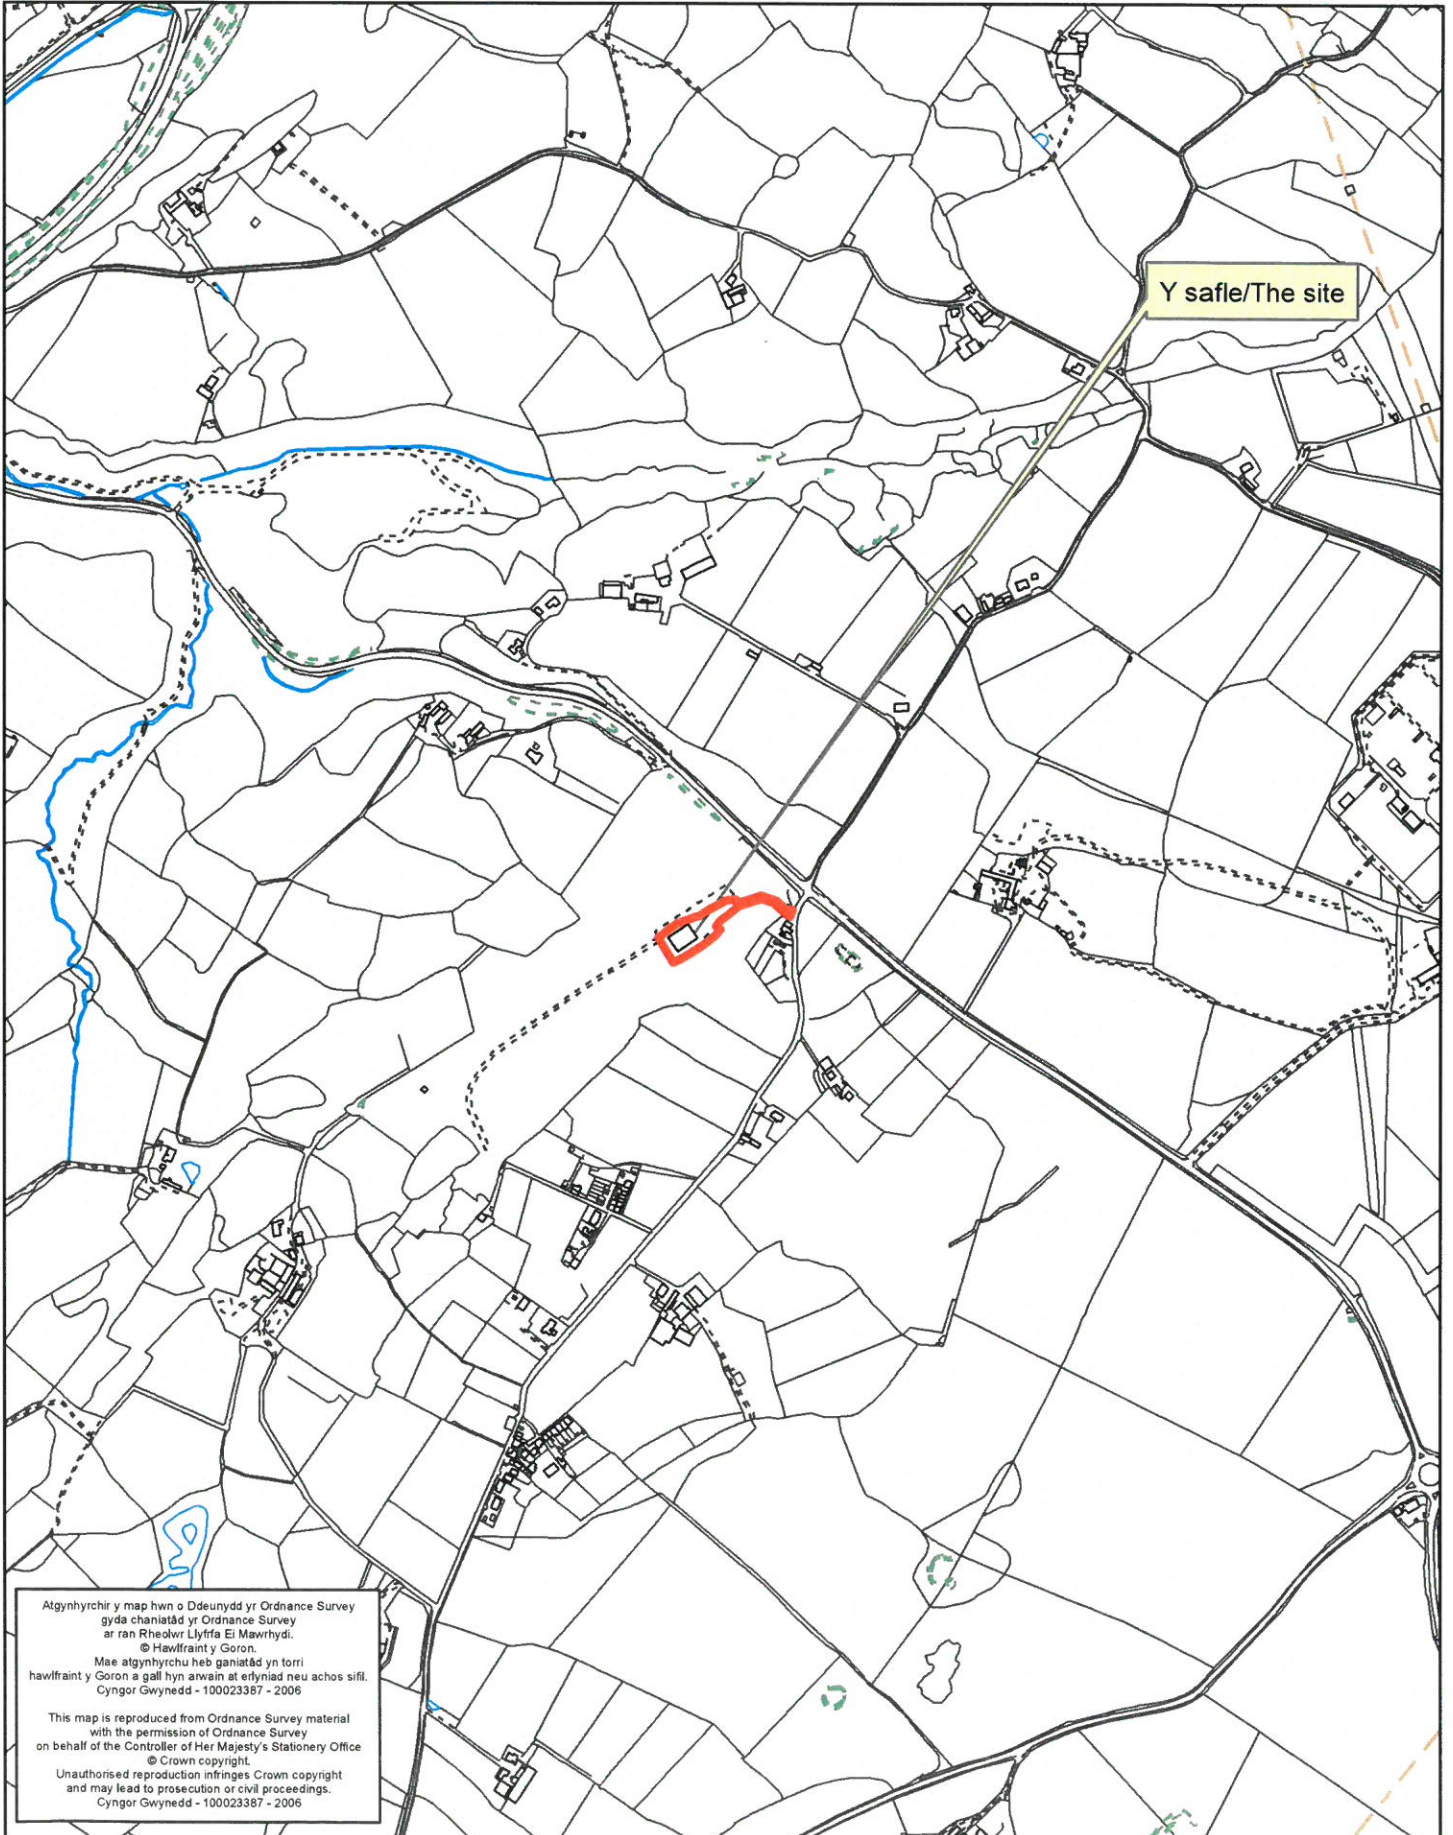 Y safle/The site
Atgynhyrchir y map hwn o Ddeunydd yr Ordnance Survey
gyda chaniatâd yr Ordnance Survey
ar ran Rheolwr Llyfrfa Ei Mawrhydi.
© Hawlfraint y Goron.
Mae atgynhyrchu heb ganiatâd yn torri
hawlfraint y Goron a gall hyn arwain at erlyniad neu achos sifil.
Cyngor Gwynedd - 100023387 - 2006
This map is reproduced from Ordnance Survey material
with the permission of Ordnance Survey
on behalf of the Controller of Her Majesty's Stationery Office
© Crown copyright.
Unauthorised reproduction infringes Crown copyright
and may lead to prosecution or civil proceedings.
Cyngor Gwynedd - 100023387 - 2006